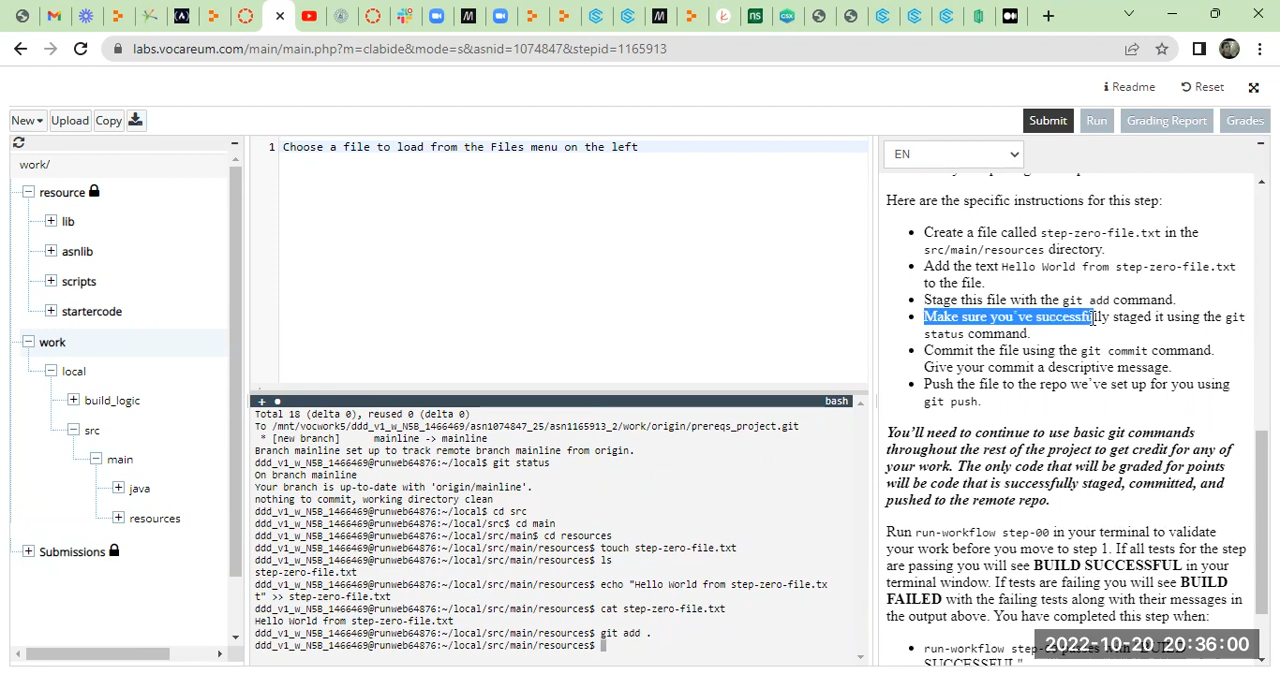 labs.vocareum.com/main/main.php?m=clabide&mode=s&asnid=1074847&stepid=1165913
Readme
Reset
New
Upload
Copy
Submit
Run
Grading Report
Grades
work/
resource
lib
asnlib
scripts
startercode
work
local
build_logic
src
main
java
resources
Submissions
1 Choose a file to load from the Files menu on the left
bash
Total 18 (delta 0), reused 0 (delta 0)
To /mnt/vocwork5/ddd_v1_w_N5B_1466469/asn1074847_25/asn1165913_2/work/origin/prereqs_project.git
* [new branch] mainline -> mainline
Branch mainline set up to track remote branch mainline from origin.
ddd_v1_w_N5B_1466469@runweb64876:~/local$ git status
On branch mainline
Your branch is up-to-date with 'origin/mainline'.
nothing to commit, working directory clean
ddd_v1_w_N5B_1466469@runweb64876:~/local$ cd src
ddd_v1_w_N5B_1466469@runweb64876:~/local/src$ cd main
ddd_v1_w_N5B_1466469@runweb64876:~/local/src/main$ cd resources
ddd_v1_w_N5B_1466469@runweb64876:~/local/src/main/resources$ touch step-zero-file.txt
ddd_v1_w_N5B_1466469@runweb64876:~/local/src/main/resources$ ls
step-zero-file.txt
ddd_v1_w_N5B_1466469@runweb64876:~/local/src/main/resources$ echo "Hello World from step-zero-file.tx
t" >> step-zero-file.txt
ddd_v1_w_N5B_1466469@runweb64876:~/local/src/main/resources$ cat step-zero-file.txt
Hello World from step-zero-file.txt
ddd_v1_w_N5B_1466469@runweb64876:~/local/src/main/resources$ git add .
ddd_v1_w_N5B_1466469@runweb64876:~/local/src/main/resources$
EN
Here are the specific instructions for this step:
• Create a file called step-zero-file.txt in the
src/main/resources directory.
• Add the text Hello World from step-zero-file.txt
to the file.
• Stage this file with the git add command.
• Make sure you've successfully staged it using the git
status command.
• Commit the file using the git commit command.
Give your commit a descriptive message.
• Push the file to the repo we've set up for you using
git push.
You'll need to continue to use basic git commands
throughout the rest of the project to get credit for any of
your work. The only code that will be graded for points
will be code that is successfully staged, committed, and
pushed to the remote repo.
Run run-workflow step-00 in your terminal to validate
your work before you move to step 1. If all tests for the step
are passing you will see BUILD SUCCESSFUL in your
terminal window. If tests are failing you will see BUILD
FAILED with the failing tests along with their messages in
the output above. You have completed this step when:
2022-10-20 20:36:00